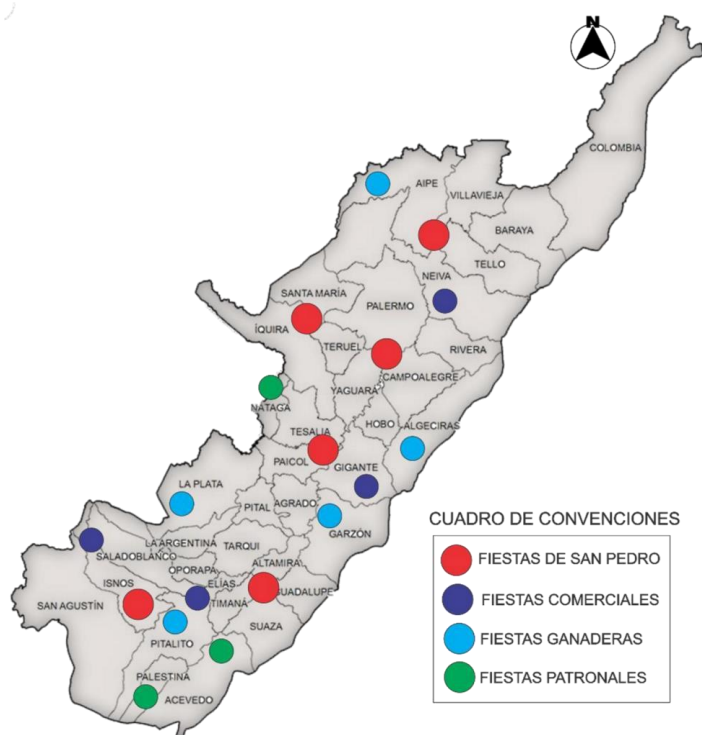 N
COLOMBIA
AIPE
VILLAVIEJA
BARAYA
TELLO
NEIVA
SANTA MARÍA
PALERMO
ÍQUIRA
TERUEL
RIVERA
CAMPOALEGRE
YAGUARÁ
NÁTAGA
HOBO
ALGECIRAS
TESALIA
PAICOL
GIGANTE
LA PLATA
PITAL
AGRADO
GARZÓN
LA ARGENTINA
TARQUI
SALADOBLANCO
ALTAMIRA
OPORAPA
ELÍAS
ISNOS
GUADALUPE
SAN AGUSTÍN
TIMANÁ
SUAZA
PITALITO
PALESTINA
ACEVEDO
CUADRO DE CONVENCIONES
FIESTAS DE SAN PEDRO
FIESTAS COMERCIALES
FIESTAS GANADERAS
FIESTAS PATRONALES